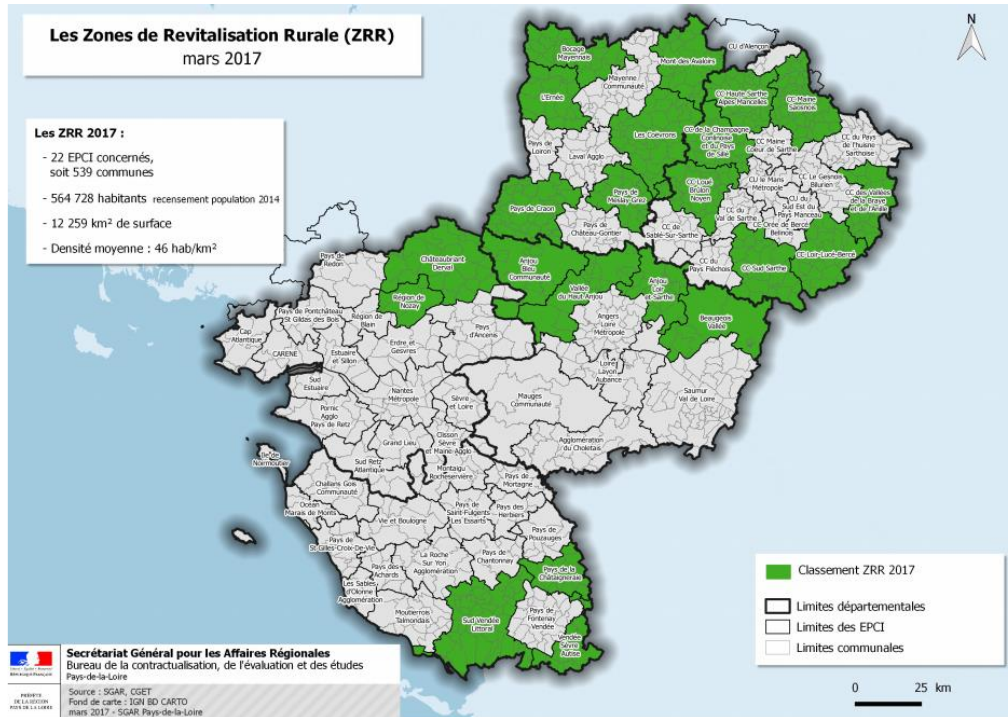 Les Zones de Revitalisation Rurale (ZRR)
mars 2017
N
Les ZRR 2017 :
- 22 EPCI concernés,
soit 539 communes
- 564 728 habitants recensement population 2014
- 12 259 km² de surface
- Densité moyenne : 46 hab/km²
CU d'Alençon
Bocage
Mayennais
Mont des Avaloirs
Mayenne
Communauté
L'Ernée
CC Haute Sarthe
Alpes Mancelles
CC Maine
Saosnois
Les Coëvrons
CC de la Champagne
Conlinoise
et du Pays
de Sillé
CC Maine
Coeur de Sarthe
CC du Pays
de l'huisne
Sarthoise
Pays de
Loiron
Laval Agglo
CU le Mans
Métropole
CC Le Gesnois
Bilurien
CC Loué
Brûlon
Noyen
CC du
Sud Est du
Pays Manceau
CC des Vallées
de la Braye
et de l'Anille
Pays de Craon
Pays de
Meslay-Grez
Pays de
Château-Gontier
CC de
Sablé-Sur-Sarthe
CC du
Val de Sarthe
CC Orée de Bercé
Belinois
CC du
Pays Fléchois
CC Sud Sarthe
CC-Loir-Lucé-Bercé
Pays de
Redon
Châteaubriant
Derval
Anjou
Bleu
Communauté
Vallée
du Haut Anjou
Anjou
Loir
et Sarthe
Région de
Nozay
Beaugeois
Vallée
Pays de Pontchâteau
St Gildas des Bois
Région de
Blain
Pays
d'Ancenis
Angers
Loire
Métropole
Cap
Atlantique
CARENE
Estuaire
et Sillon
Erdre et
Gesvres
Loire
Layon
Aubance
Sud
Estuaire
Nantes
Métropole
Sèvre
et Loire
Mauges
Communauté
Saumur
Val de Loire
Pornic
Agglo
Pays de Retz
Grand Lieu
Clisson
Sèvre
et Maine-Agglo
Agglomération
du Choletais
Ile de
Noirmoutier
Sud Retz
Atlantique
Montaigu
Rocheservière
Challans Gois
Communauté
Pays de
Mortagne
Océan
Marais de Monts
Vie et Boulogne
Pays de
Saint-Fulgents
Les Essarts
Pays des
Herbiers
Pays de
St-Gilles-Croix-De-Vie
Pays de
Pouzauges
La Roche
Sur Yon
Agglomération
Pays de
Chantonnay
Pays des
Achards
Les Sables
d'Olonne
Agglomération
Pays de la
Châtaigneraie
Moutierrois
Talmondais
Sud Vendée
Littoral
Pays de
Fontenay
Vendée
Vendée
Sèvre
Autise
Classement ZRR 2017
Limites départementales
Limites des EPCI
Limites communales
0 25 km
Secrétariat Général pour les Affaires Régionales
Bureau de la contractualisation, de l'évaluation et des études
Pays-de-la-Loire
PRÉFÈTE
DE LA RÉGION
PAYS DE LA LOIRE
Source : SGAR, CGET
Fond de carte : IGN BD CARTO
mars 2017 - SGAR Pays-de-la-Loire